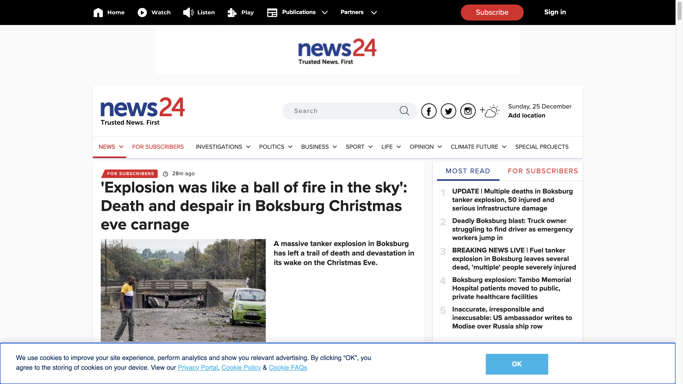 Home Watch Listen Play Publications Partners Subscribe Sign in
news24
Trusted News. First.
news24
Trusted News. First.
Search
Sunday, 25 December
Add location
NEWS FOR SUBSCRIBERS INVESTIGATIONS POLITICS BUSINESS SPORT LIFE OPINION CLIMATE FUTURE SPECIAL PROJECTS
FOR SUBSCRIBERS 28m ago
'Explosion was like a ball of fire in the sky':
Death and despair in Boksburg Christmas
eve carnage
A massive tanker explosion in Boksburg
has left a trail of death and devastation in
its wake on the Christmas Eve.
MOST READ FOR SUBSCRIBERS
1 UPDATE | Multiple deaths in Boksburg
tanker explosion, 50 injured and
serious infrastructure damage
2 Deadly Boksburg blast: Truck owner
struggling to find driver as emergency
workers jump in
3 BREAKING NEWS LIVE | Fuel tanker
explosion in Boksburg leaves several
dead, 'multiple' people severely injured
4 Boksburg explosion: Tambo Memorial
Hospital patients moved to public,
private healthcare facilities
5 Inaccurate, irresponsible and
inexcusable: US ambassador writes to
Modise over Russia ship row
We use cookies to improve your site experience, perform analytics and show you relevant advertising. By clicking "OK", you
agree to the storing of cookies on your device. View our Privacy Portal, Cookie Policy & Cookie FAQs
OK